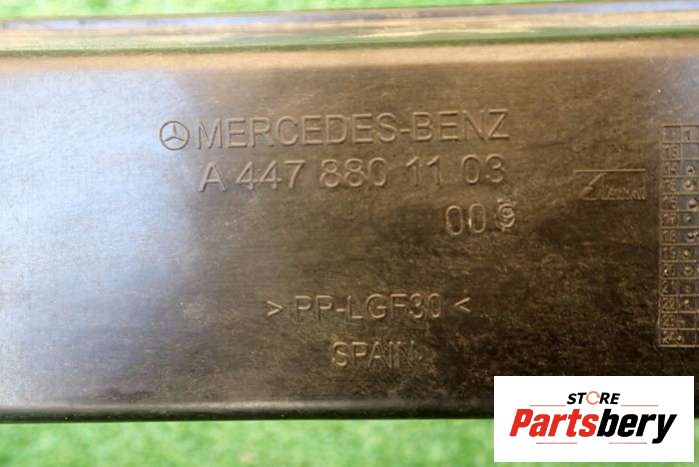 MERCEDES-BENZ
A 447 880 11 03
00
> PP-LGF30 <
SPAIN
STORE
Partsbery